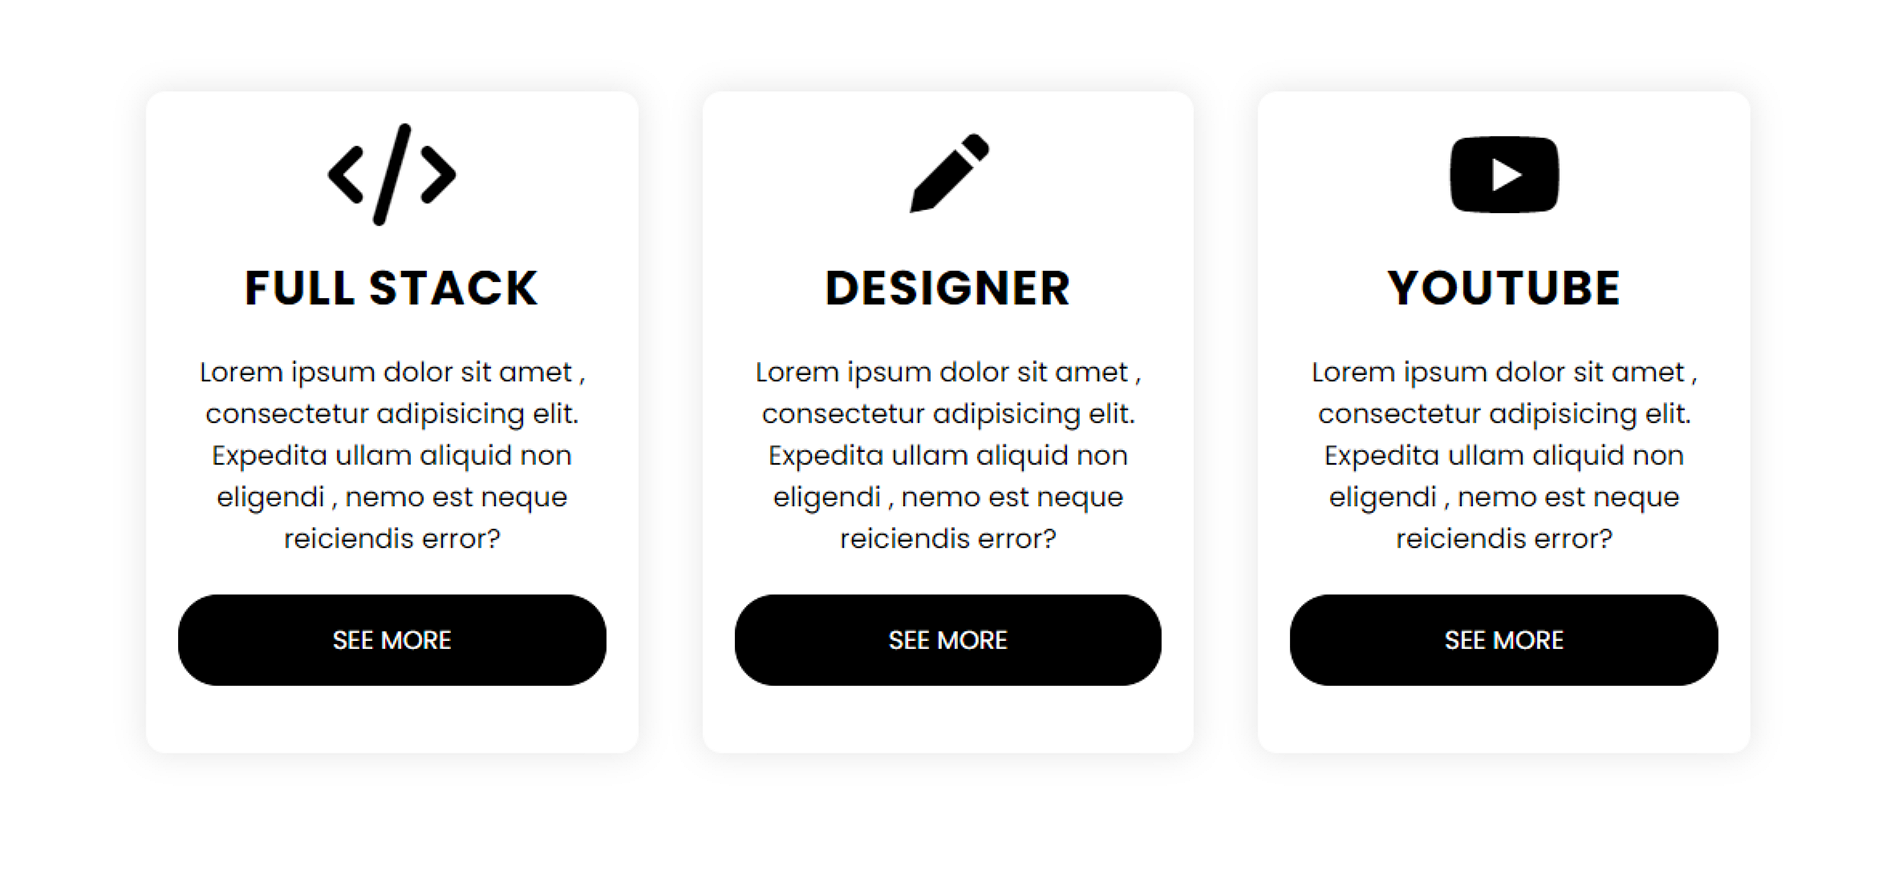 FULL STACK
Lorem ipsum dolor sit amet ,
consectetur adipisicing elit.
Expedita ullam aliquid non
eligendi , nemo est neque
reiciendis error?
SEE MORE
DESIGNER
Lorem ipsum dolor sit amet ,
consectetur adipisicing elit.
Expedita ullam aliquid non
eligendi , nemo est neque
reiciendis error?
SEE MORE
YOUTUBE
Lorem ipsum dolor sit amet ,
consectetur adipisicing elit.
Expedita ullam aliquid non
eligendi , nemo est neque
reiciendis error?
SEE MORE